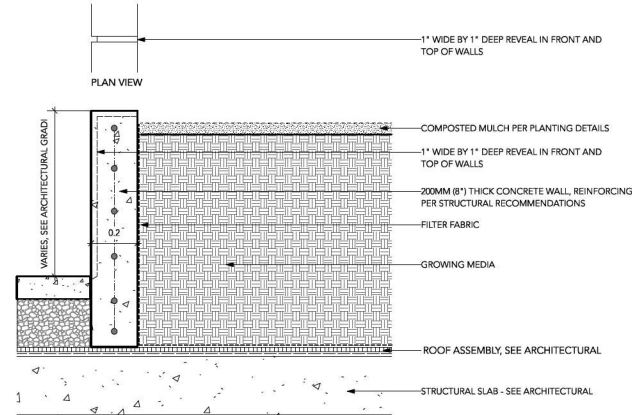 1" WIDE BY 1" DEEP REVEAL IN FRONT AND
TOP OF WALLS
PLAN VIEW
COMPOSTED MULCH PER PLANTING DETAILS
1" WIDE BY 1" DEEP REVEAL IN FRONT AND
TOP OF WALLS
200MM (8") THICK CONCRETE WALL, REINFORCING
PER STRUCTURAL RECOMMENDATIONS
FILTER FABRIC
GROWING MEDIA
ROOF ASSEMBLY, SEE ARCHITECTURAL
STRUCTURAL SLAB - SEE ARCHITECTURAL
VARIES, SEE ARCHITECTURAL GRADI
0.2